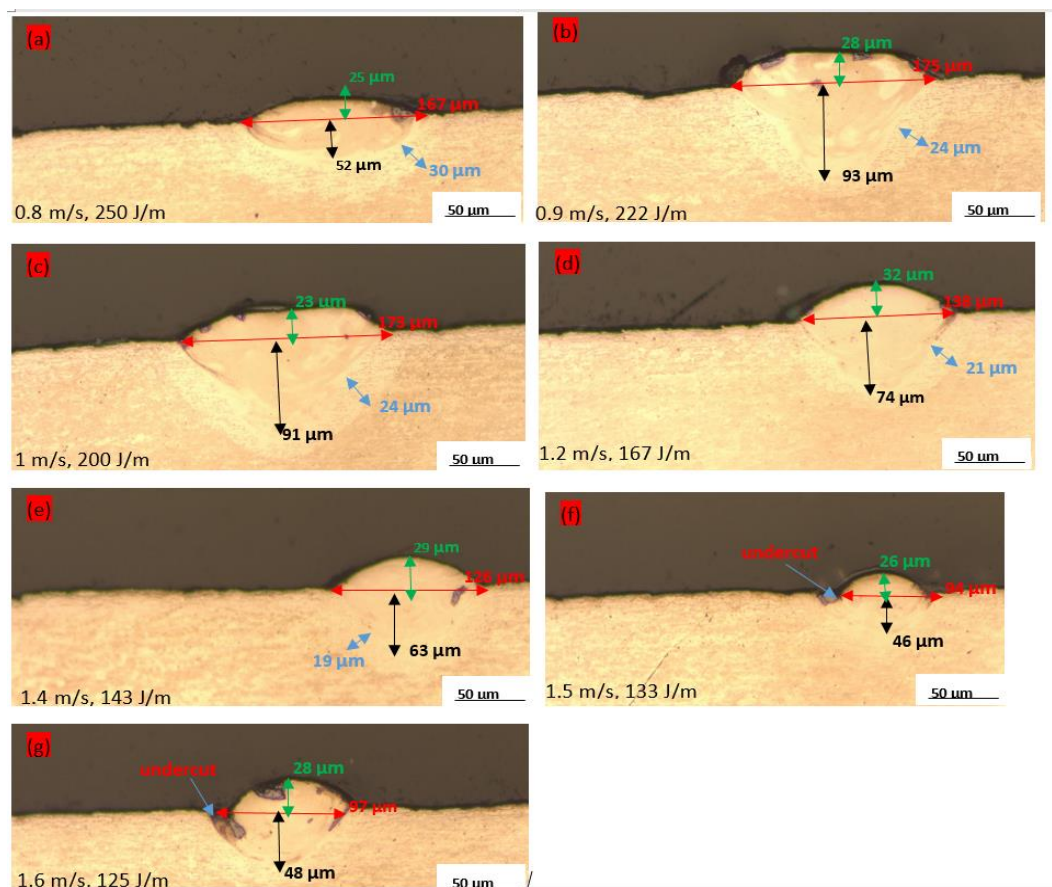 (a)
25 µm
167 µm
52 µm
30 µm
0.8 m/s, 250 J/m
50 µm
(b)
28 µm
175 µm
24 µm
93 µm
0.9 m/s, 222 J/m
50 µm
(c)
23 µm
175 µm
24 µm
91 µm
1 m/s, 200 J/m
50 µm
(d)
32 µm
138 µm
21 µm
74 µm
1.2 m/s, 167 J/m
50 µm
(e)
29 µm
128 µm
19 µm
63 µm
1.4 m/s, 143 J/m
50 µm
(f)
undercut
26 µm
94 µm
46 µm
1.5 m/s, 133 J/m
50 µm
(g)
undercut
28 µm
97 µm
48 µm
1.6 m/s, 125 J/m
50 µm
/